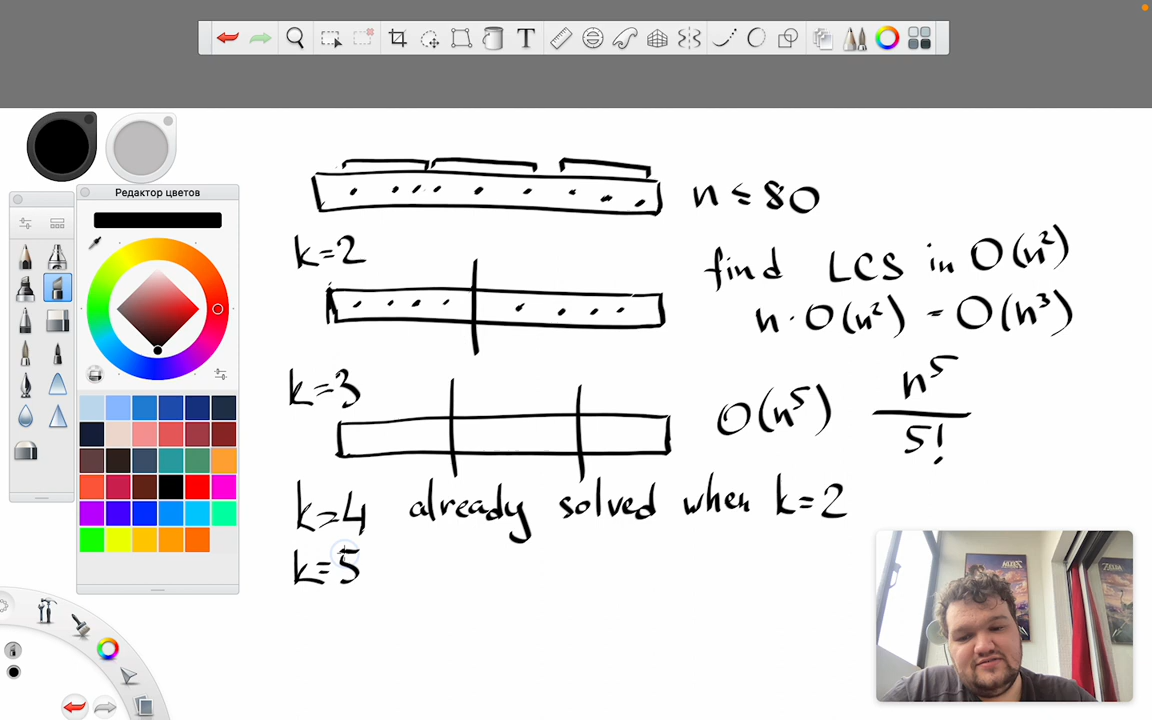 T
Редактор цветов
n ≤ 80
k=2
find LCS in O(n²)
n · O(n²) = O(n³)
k=3
O(n⁵) n⁵
5!
k=4 already solved when k=2
k=5
ZELDA